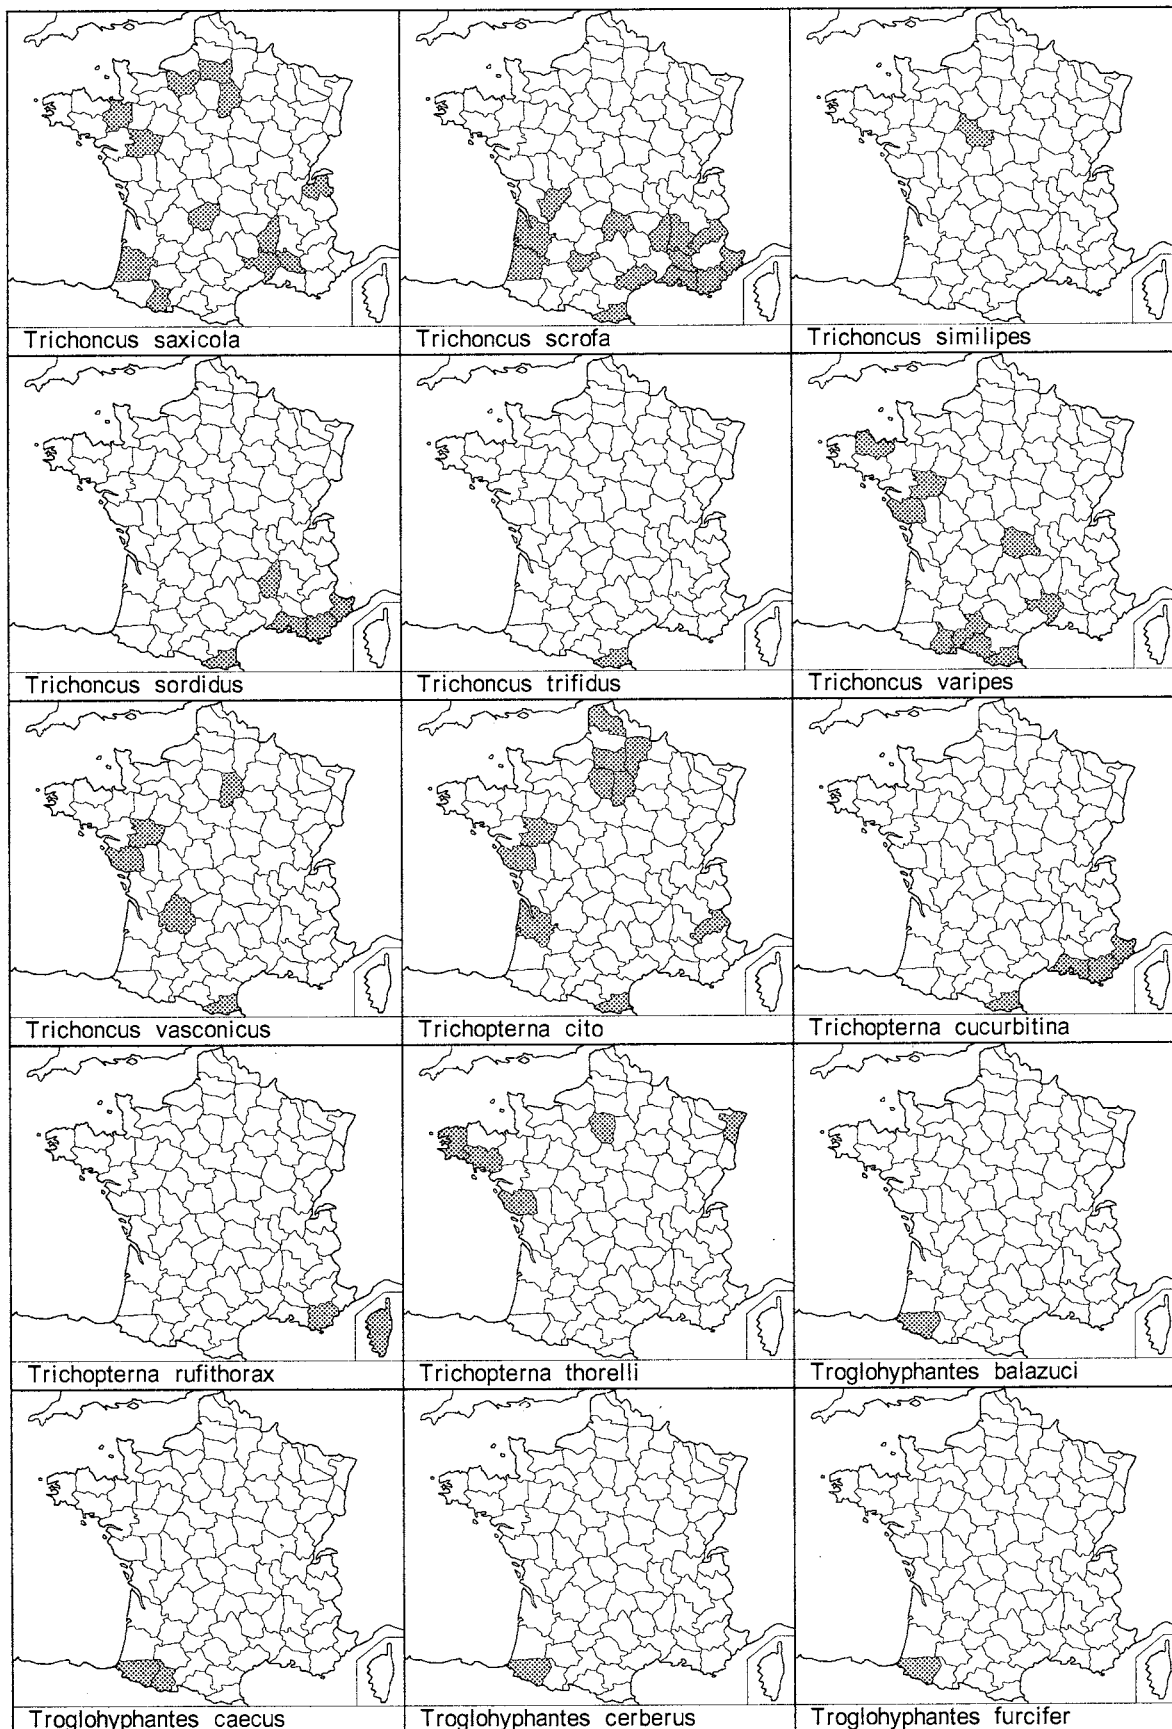 Trichoncus saxicola
Trichoncus scrofa
Trichoncus similipes
Trichoncus sordidus
Trichoncus trifidus
Trichoncus varipes
Trichoncus vasconicus
Trichopterna cito
Trichopterna cucurbitina
Trichopterna rufithorax
Trichopterna thorelli
Troglohyphantes balazuci
Troglohyphantes caecus
Troglohyphantes cerberus
Troglohyphantes furcifer